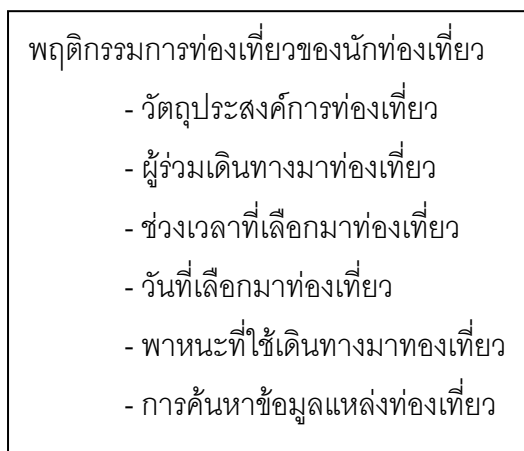 พฤติกรรมการท่องเที่ยวของนักท่องเที่ยว
- วัตถุประสงค์การท่องเที่ยว
- ผู้ร่วมเดินทางมาท่องเที่ยว
- ช่วงเวลาที่เลือกมาท่องเที่ยว
- วันที่เลือกมาท่องเที่ยว
- พาหนะที่ใช้เดินทางมาทองเที่ยว
- การค้นหาข้อมูลแหล่งท่องเที่ยว